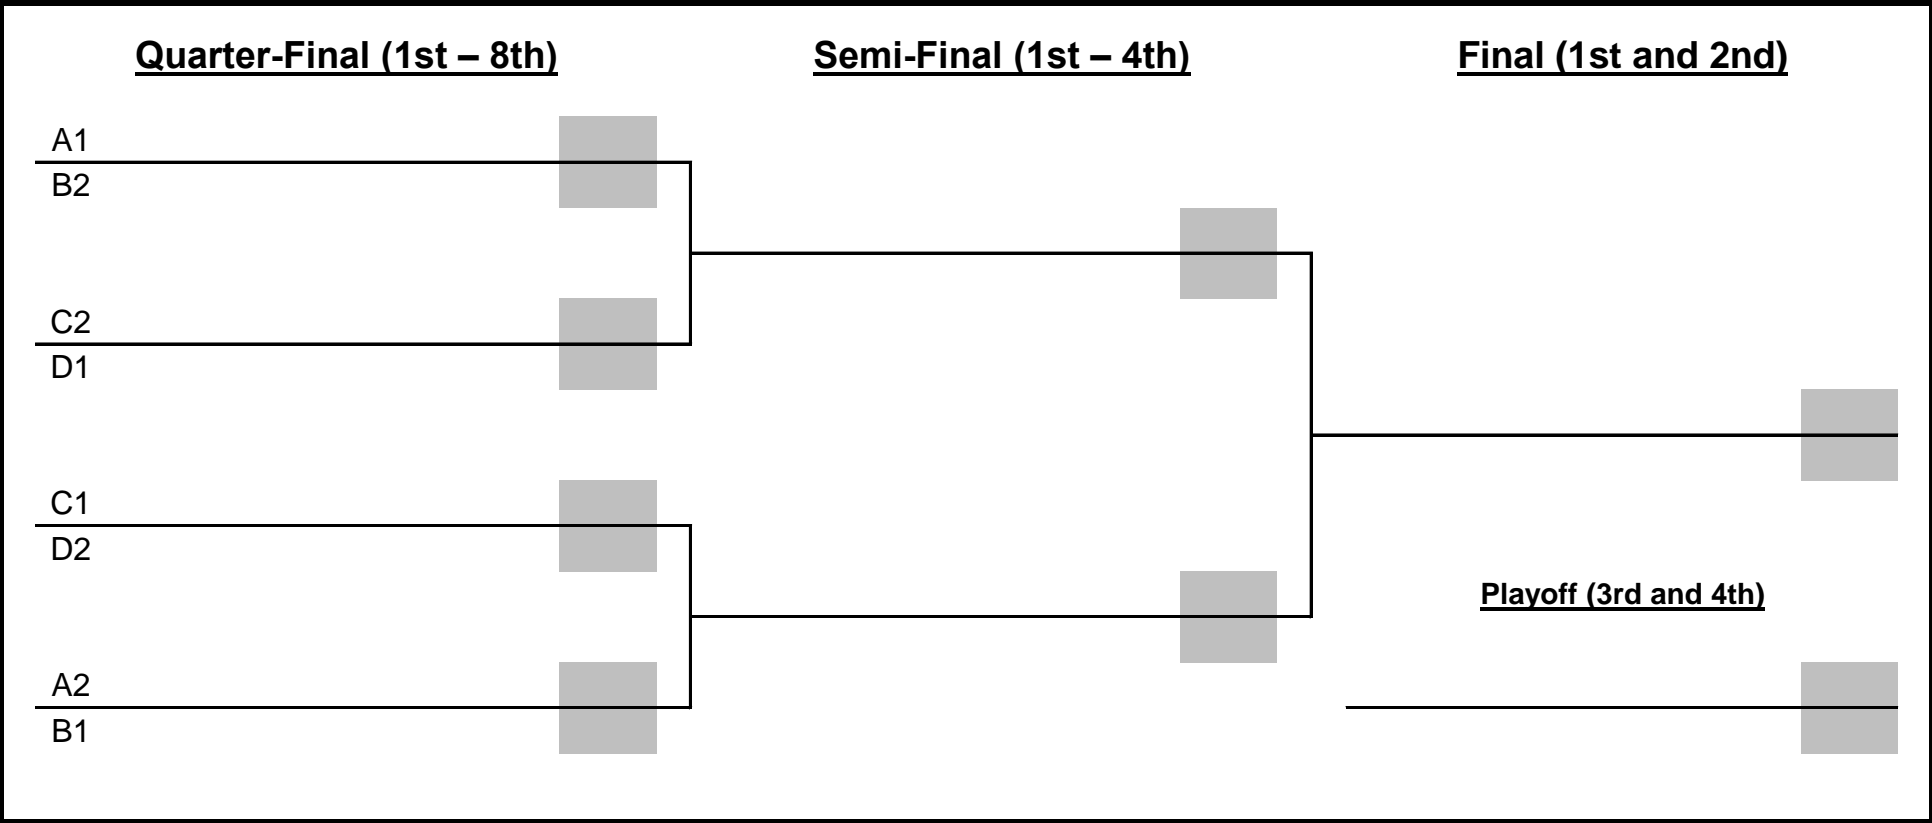 Quarter-Final (1st – 8th)
Semi-Final (1st – 4th)
Final (1st and 2nd)
A1
B2
C2
D1
C1
D2
Playoff (3rd and 4th)
A2
B1